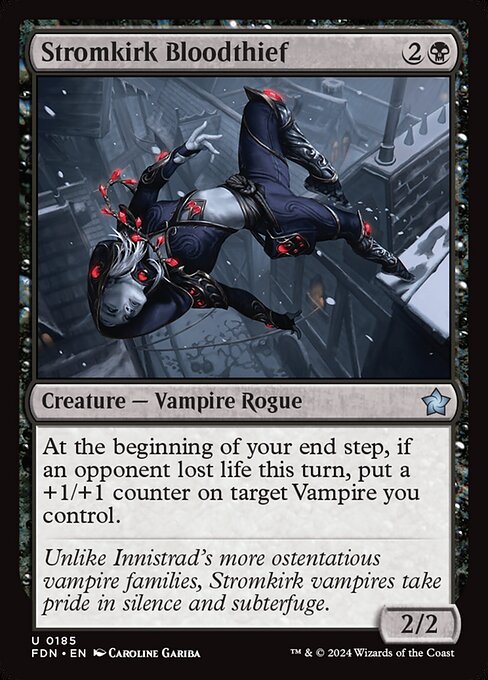 Stromkirk Bloodthief 2
Creature — Vampire Rogue
At the beginning of your end step, if
an opponent lost life this turn, put a
+1/+1 counter on target Vampire you
control.
Unlike Innistrad's more ostentatious
vampire families, Stromkirk vampires take
pride in silence and subterfuge.
2/2
U 0185
FDN • EN Caroline Gariba
™ & © 2024 Wizards of the Coast